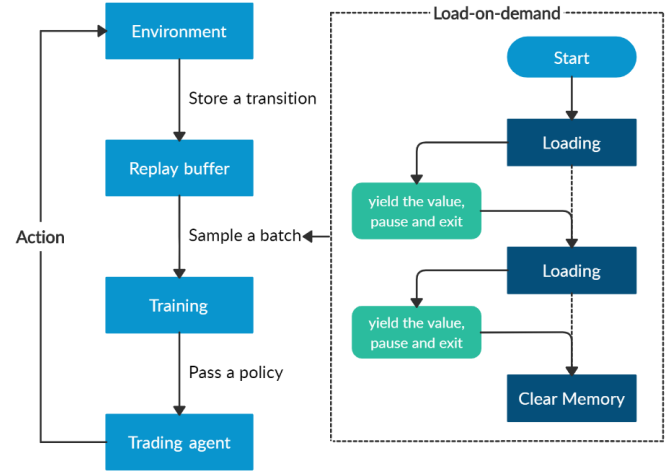 Environment
Store a transition
Replay buffer
Sample a batch
Action
Training
Pass a policy
Trading agent
Load-on-demand
Start
Loading
yield the value,
pause and exit
Loading
yield the value,
pause and exit
Clear Memory